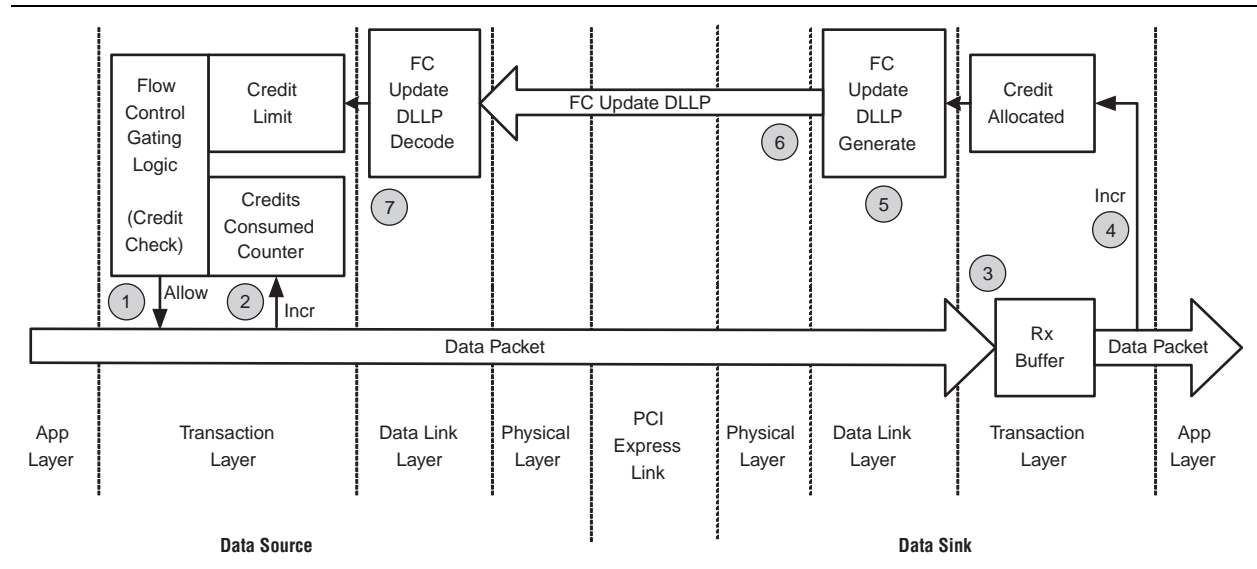 Flow
Control
Gating
Logic
(Credit
Check)
Credit
Limit
Credits
Consumed
Counter
FC
Update
DLLP
Decode
FC Update DLLP
FC
Update
DLLP
Generate
Credit
Allocated
1
Allow
2
Incr
7
6
5
Incr
4
3
Data Packet
Rx
Buffer
Data Packet
App
Layer
Transaction
Layer
Data Link
Layer
Physical
Layer
PCI
Express
Link
Physical
Layer
Data Link
Layer
Transaction
Layer
App
Layer
Data Source
Data Sink